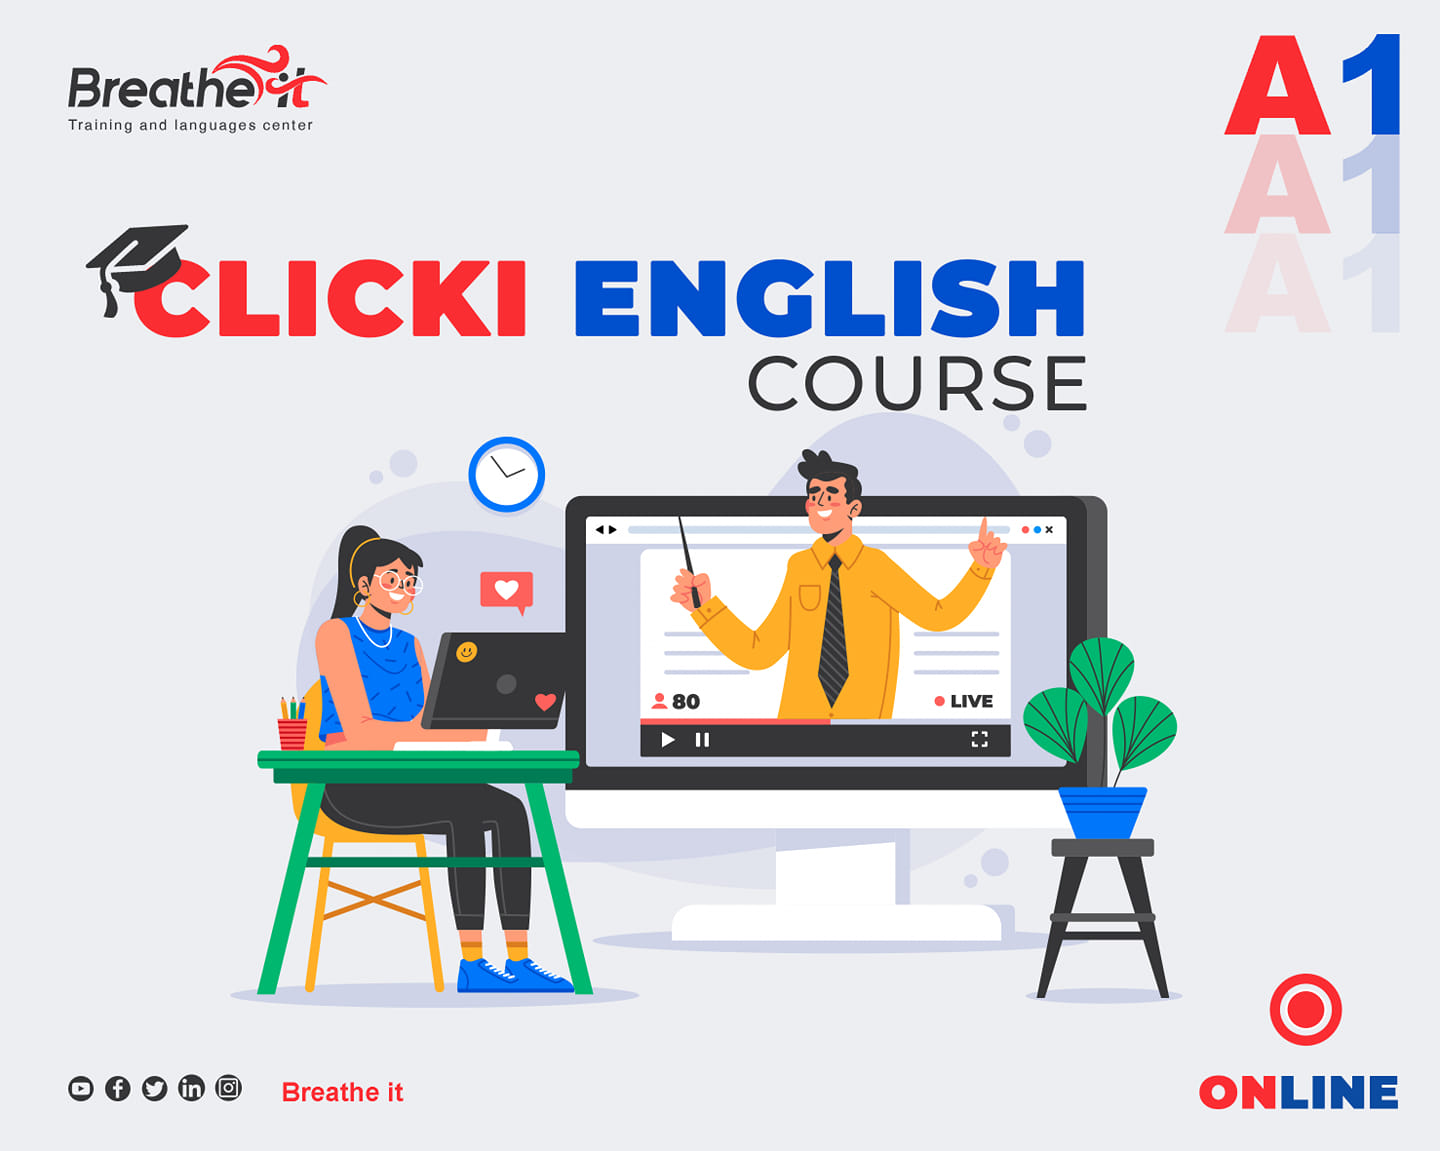 Breathe it
Training and languages center
A1
A1
A1
CLICKI ENGLISH
COURSE
80
LIVE
Breathe it
ONLINE